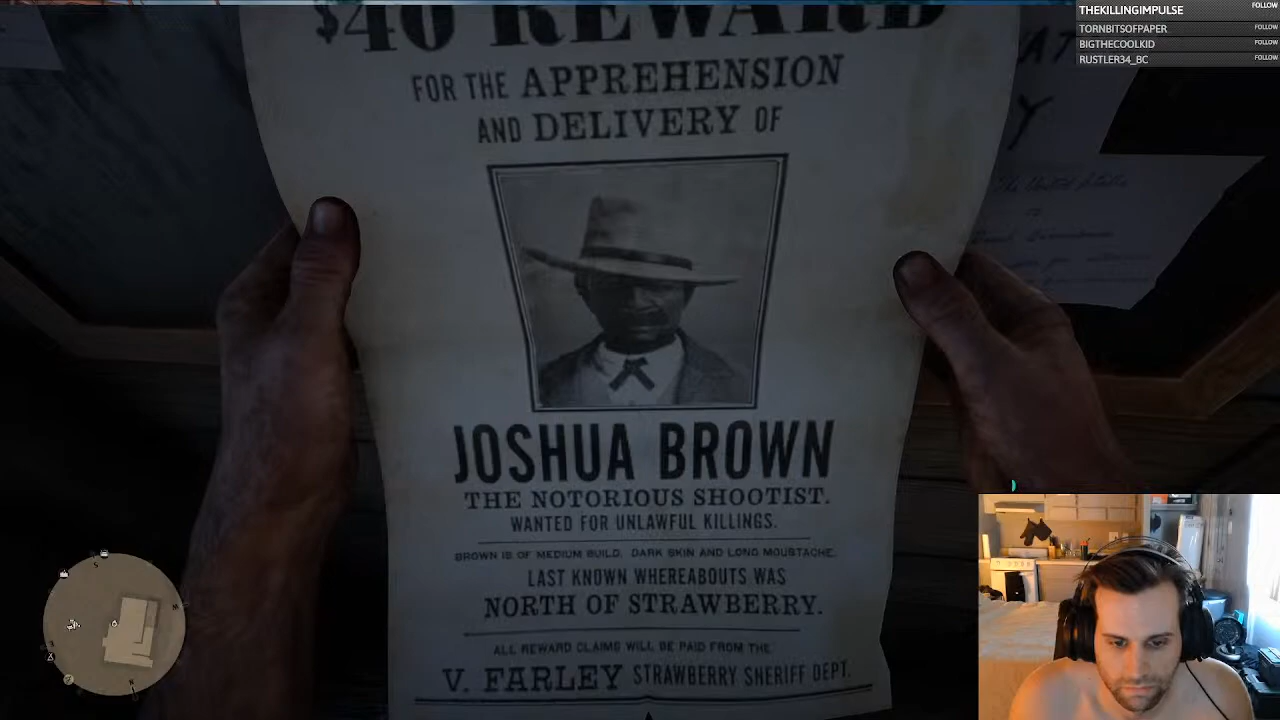 $40 REWARD
FOR THE APPREHENSION
AND DELIVERY OF
JOSHUA BROWN
THE NOTORIOUS SHOOTIST.
WANTED FOR UNLAWFUL KILLINGS.
BROWN IS OF MEDIUM BUILD, DARK SKIN AND LONG MOUSTACHE.
LAST KNOWN WHEREABOUTS WAS
NORTH OF STRAWBERRY.
ALL REWARD CLAIMS WILL BE PAID FROM THE
V. FARLEY STRAWBERRY SHERIFF DEPT.
THEKILLINGIMPULSE FOLLOW
TORNBITSOFPAPER FOLLOW
BIGTHECOOLKID FOLLOW
RUSTLER34_BC FOLLOW